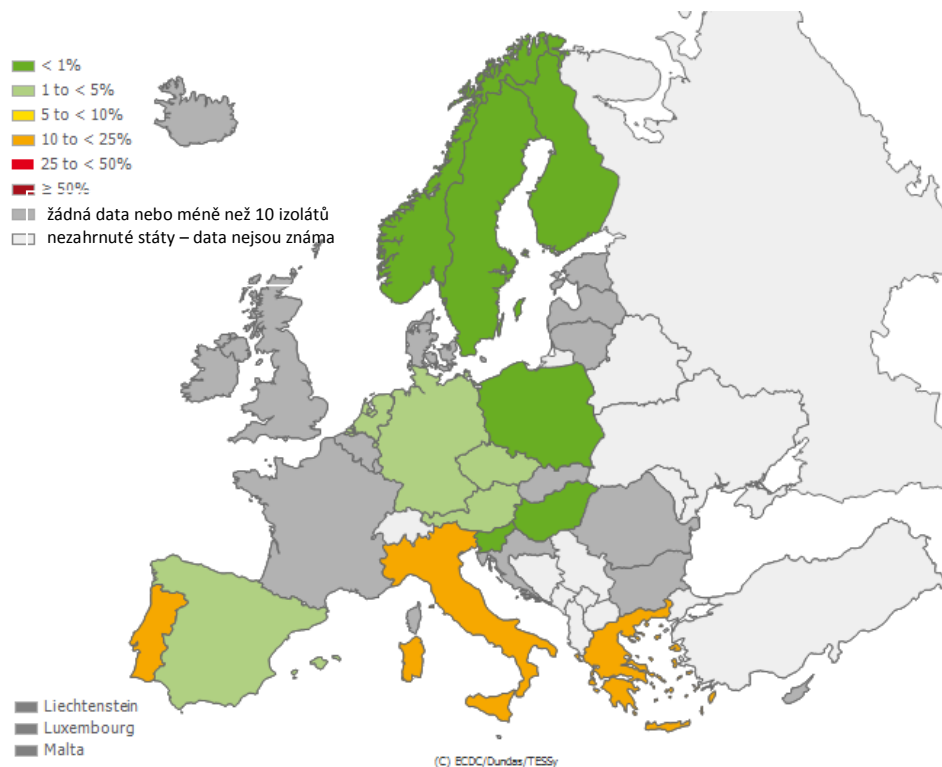 < 1%
1 to < 5%
5 to < 10%
10 to < 25%
25 to < 50%
≥ 50%
žádná data nebo méně než 10 izolátů
nezahrnuté státy – data nejsou známa
Liechtenstein
Luxembourg
Malta
(C) ECDC/Dundas/TESSy